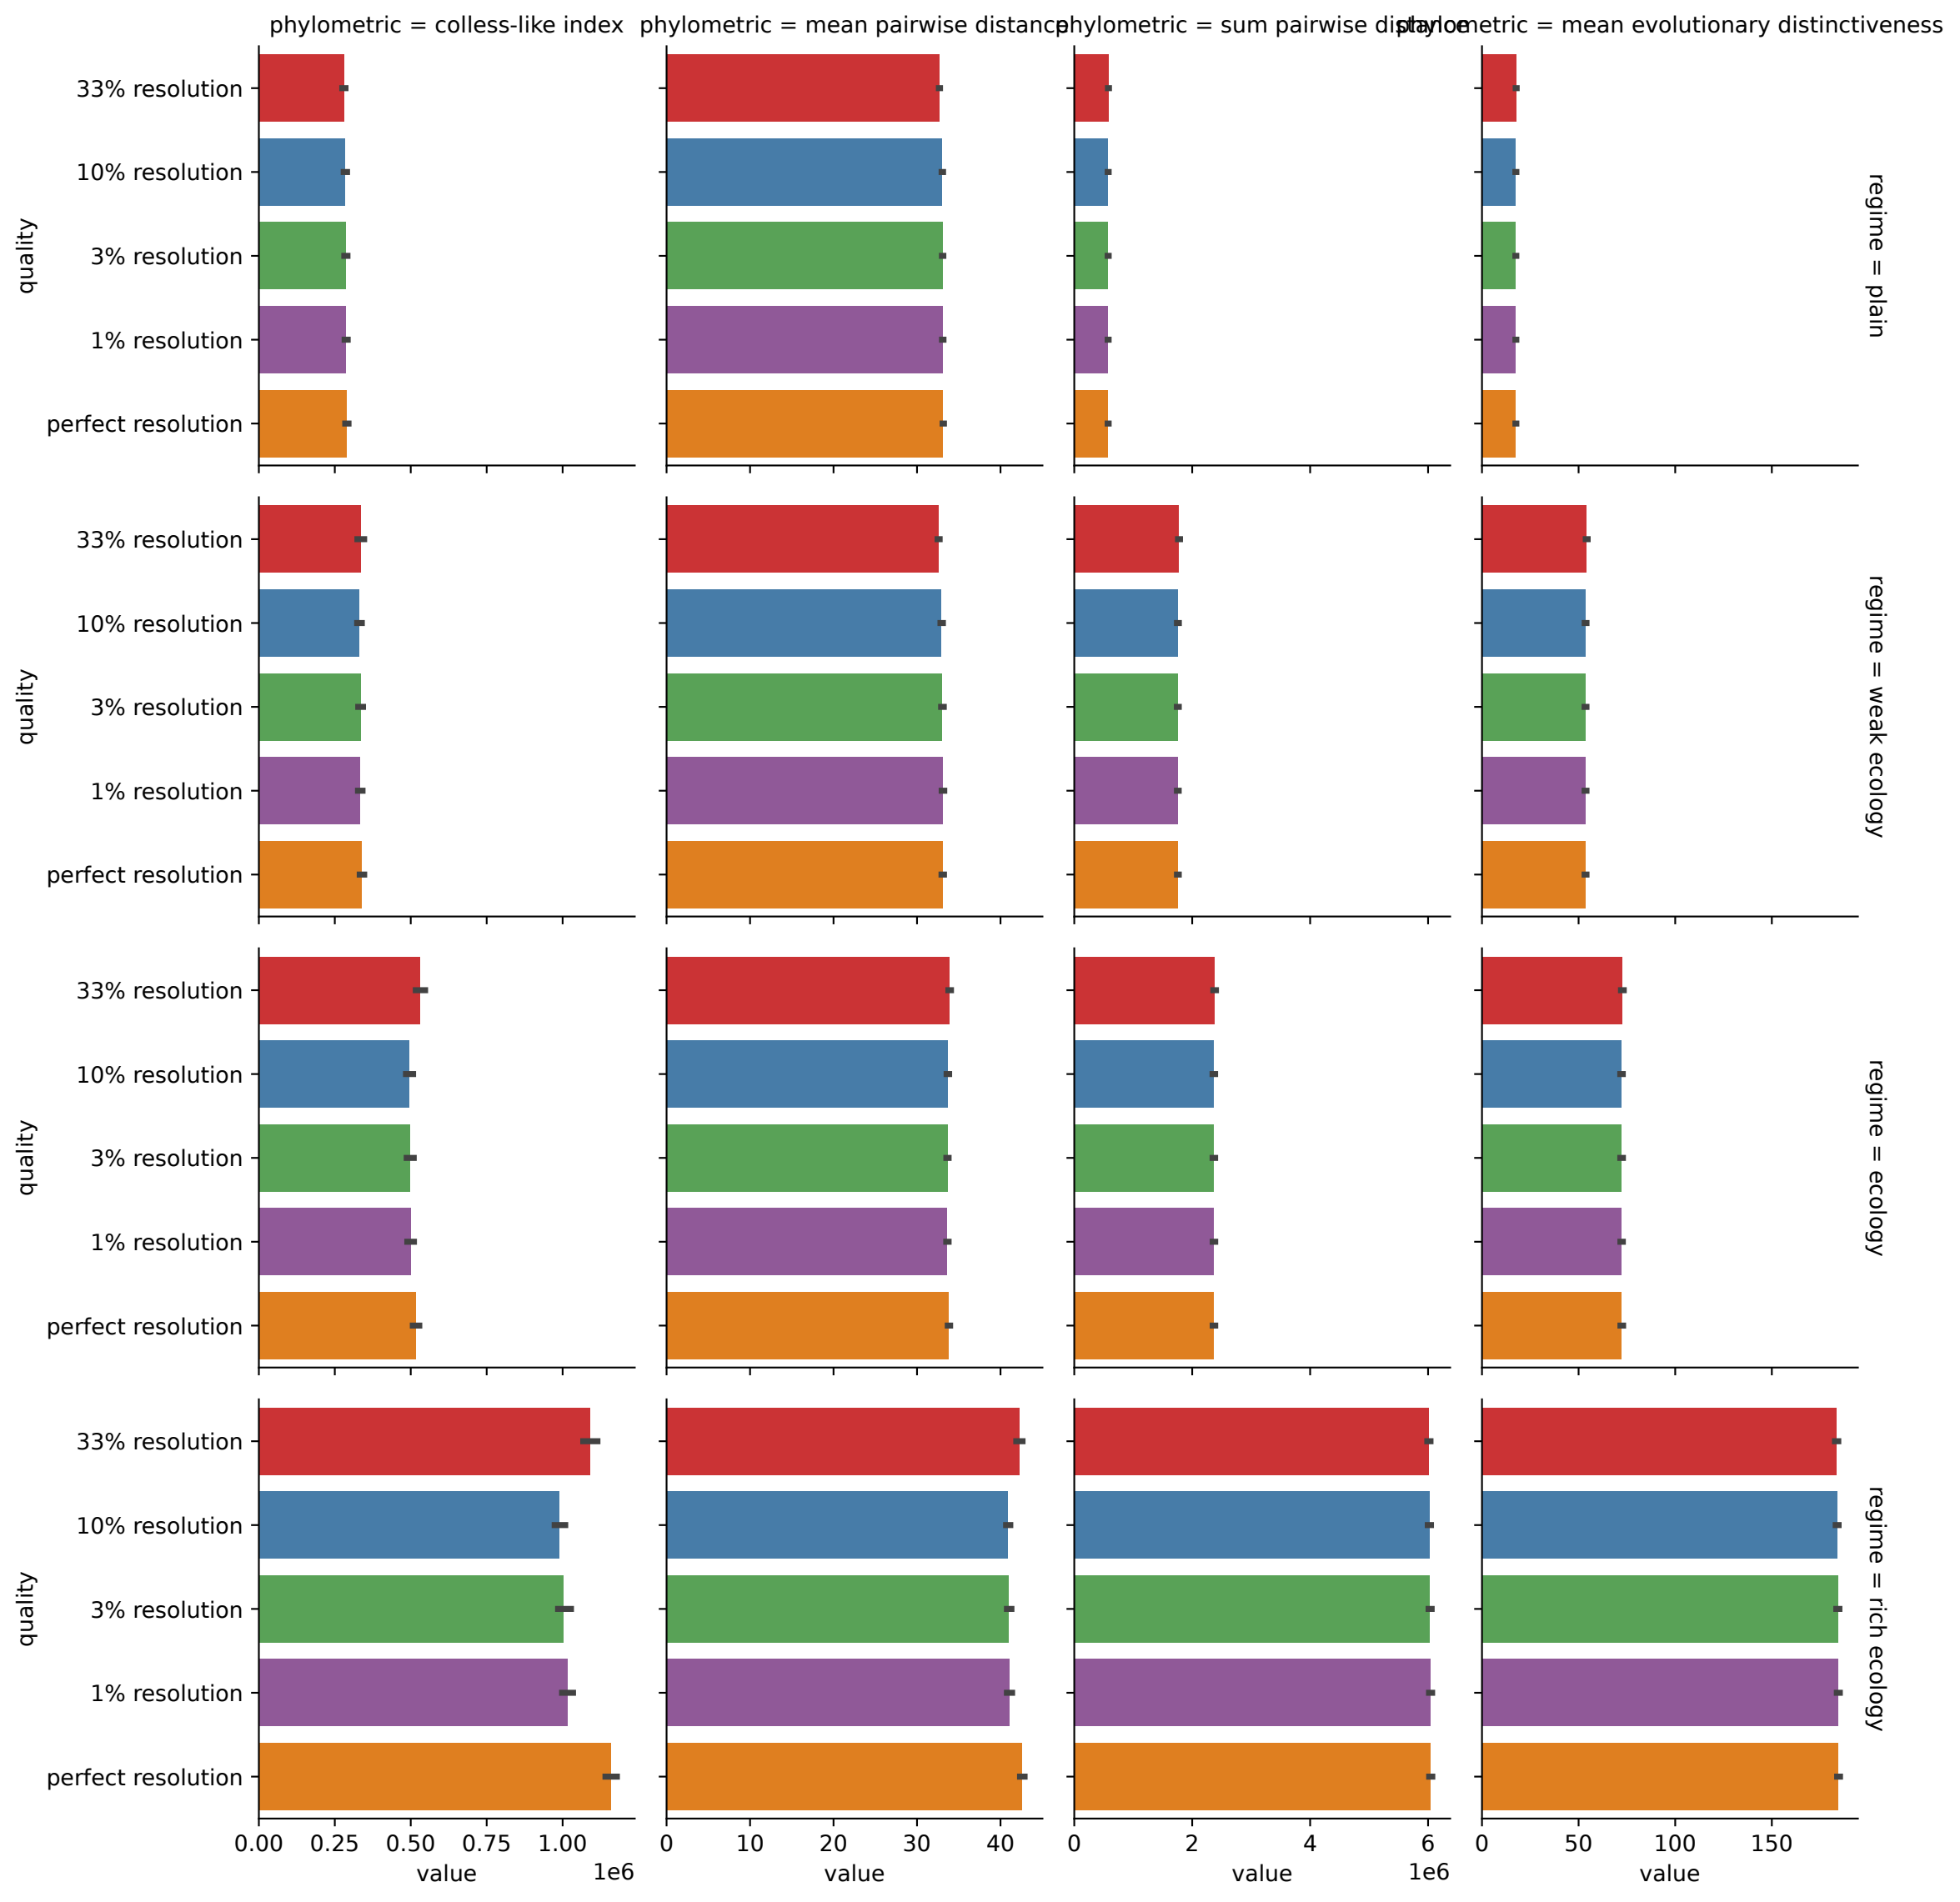 phylometric = colless-like index
phylometric = mean pairwise distance
phylometric = sum pairwise distance
phylometric = mean evolutionary distinctiveness
quality
33% resolution
10% resolution
3% resolution
1% resolution
perfect resolution
regime = plain
quality
33% resolution
10% resolution
3% resolution
1% resolution
perfect resolution
regime = weak ecology
quality
33% resolution
10% resolution
3% resolution
1% resolution
perfect resolution
regime = ecology
quality
33% resolution
10% resolution
3% resolution
1% resolution
perfect resolution
regime = rich ecology
0.00 0.25 0.50 0.75 1.00
value
1e6
0 10 20 30 40
value
0 2 4 6
value
1e6
0 50 100 150
value